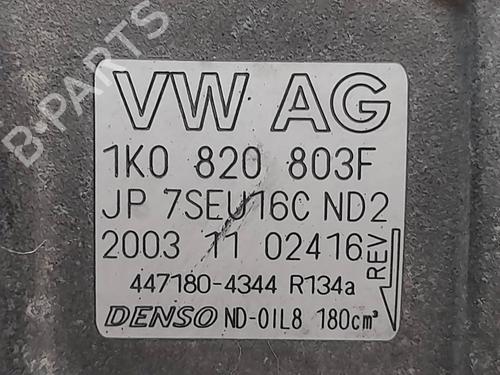 B-PARTS
VW AG
1K0 820 803F
JP 7SEU16C ND2
2003 11 02416
REV
447180-4344 R134a
DENSO ND-OIL8 180cm³